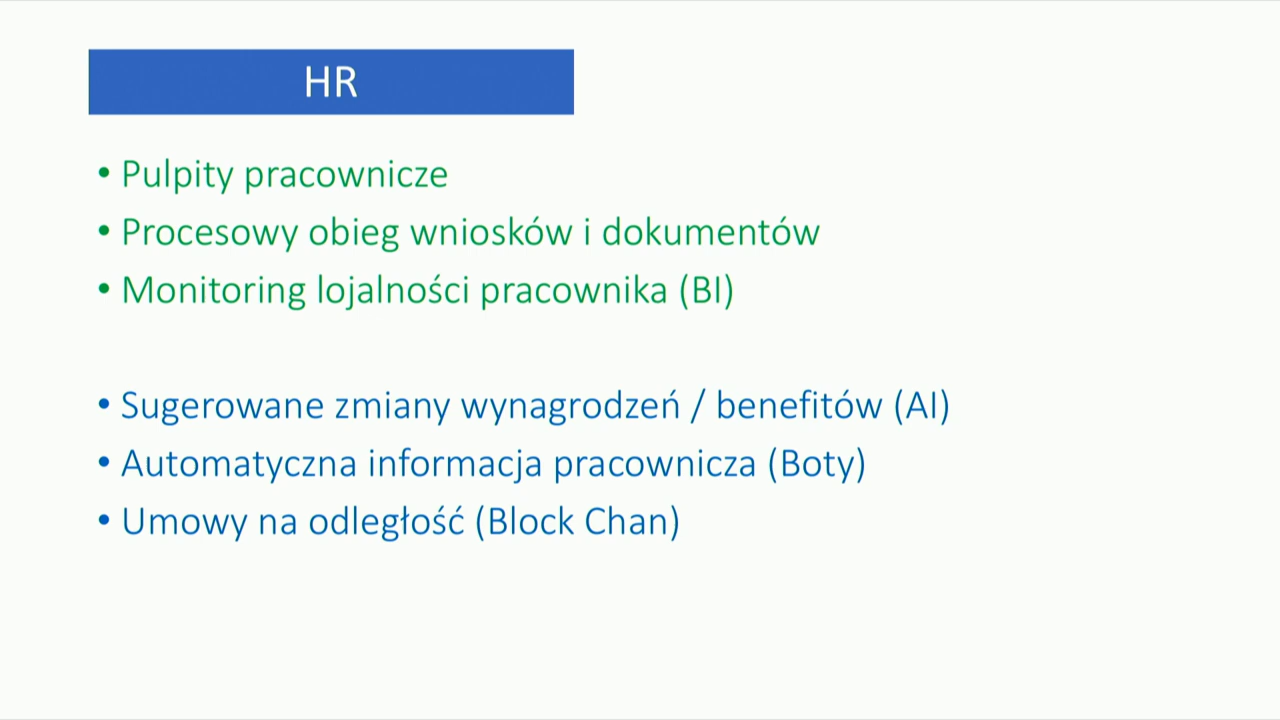 HR
• Pulpity pracownicze
• Procesowy obieg wniosków i dokumentów
• Monitoring lojalności pracownika (BI)
• Sugerowane zmiany wynagrodzeń / benefitów (AI)
• Automatyczna informacja pracownicza (Boty)
• Umowy na odległość (Block Chan)